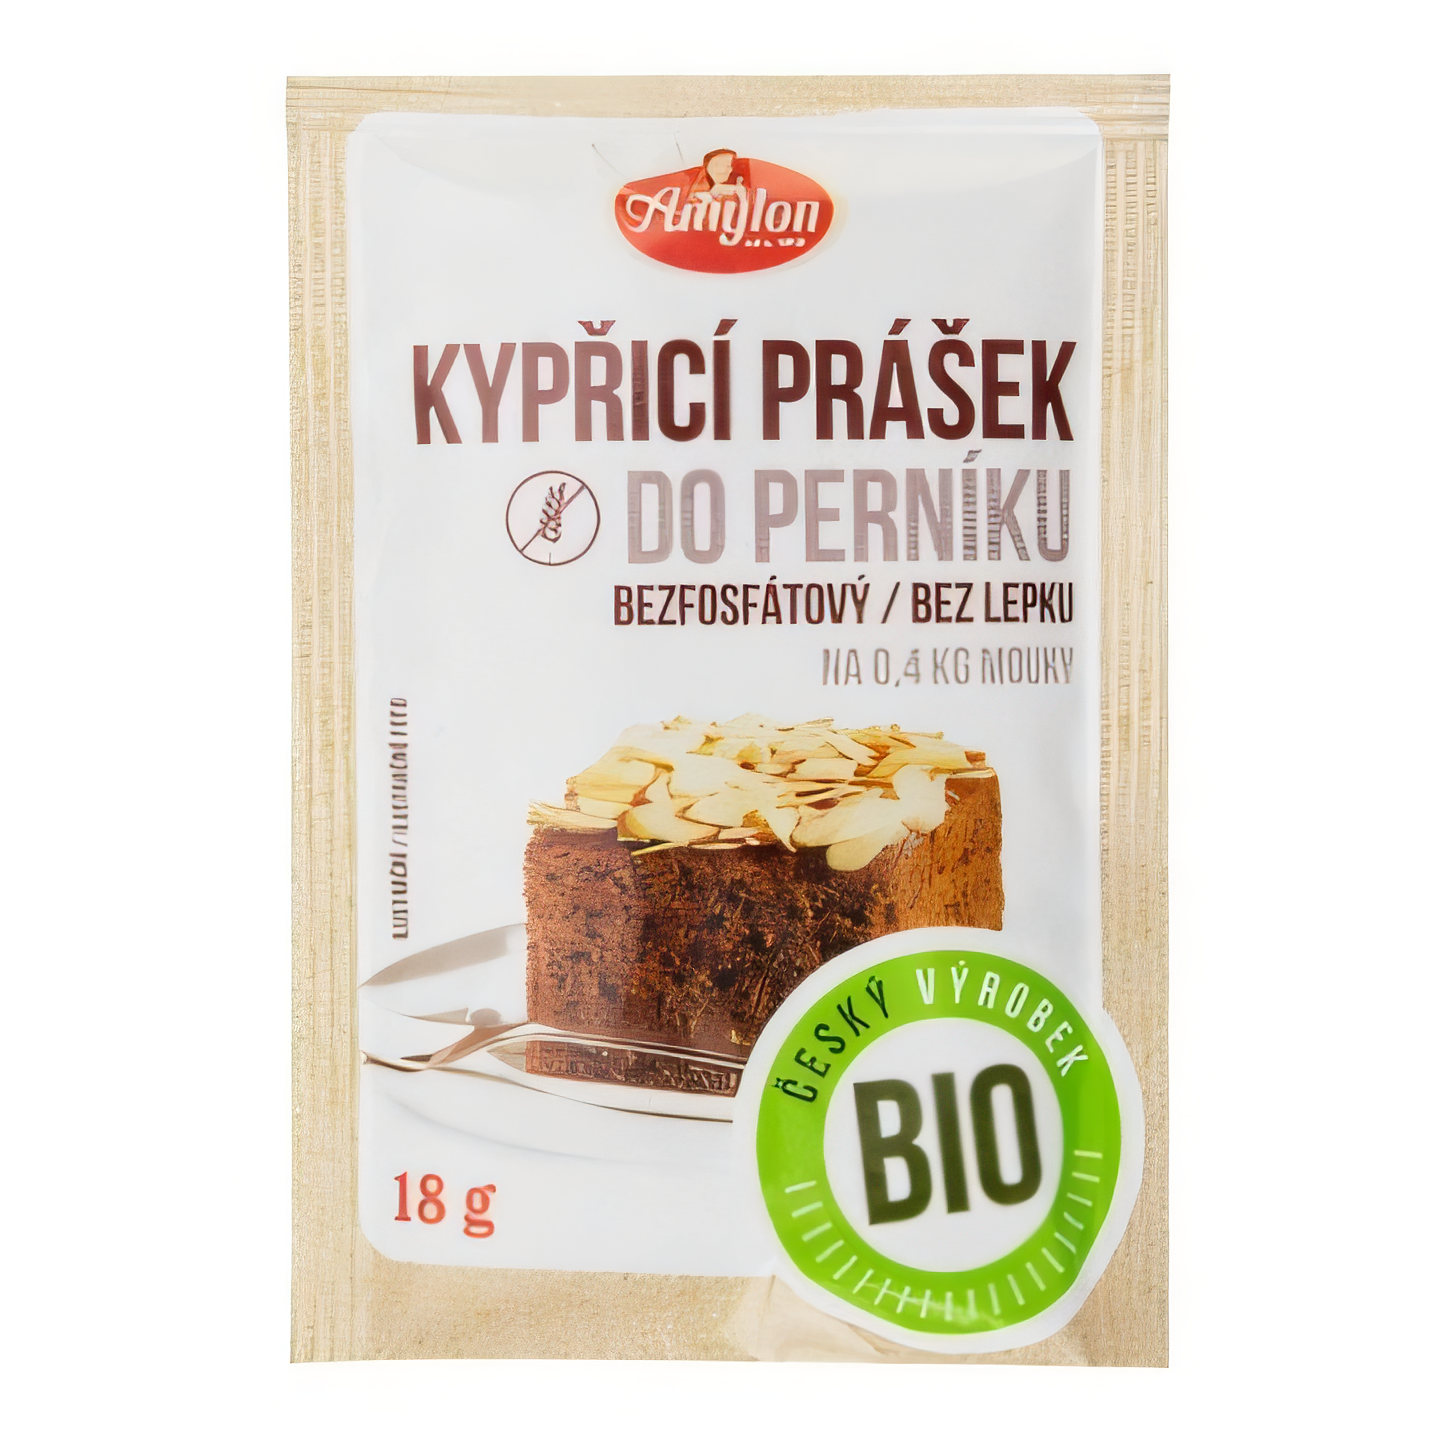 Amylon
KYPŘICÍ PRÁŠEK
DO PERNÍKU
BEZFOSFÁTOVÝ / BEZ LEPKU
NA 0,4 KG MOUKY
ČESKÝ VÝROBEK
BIO
18 g